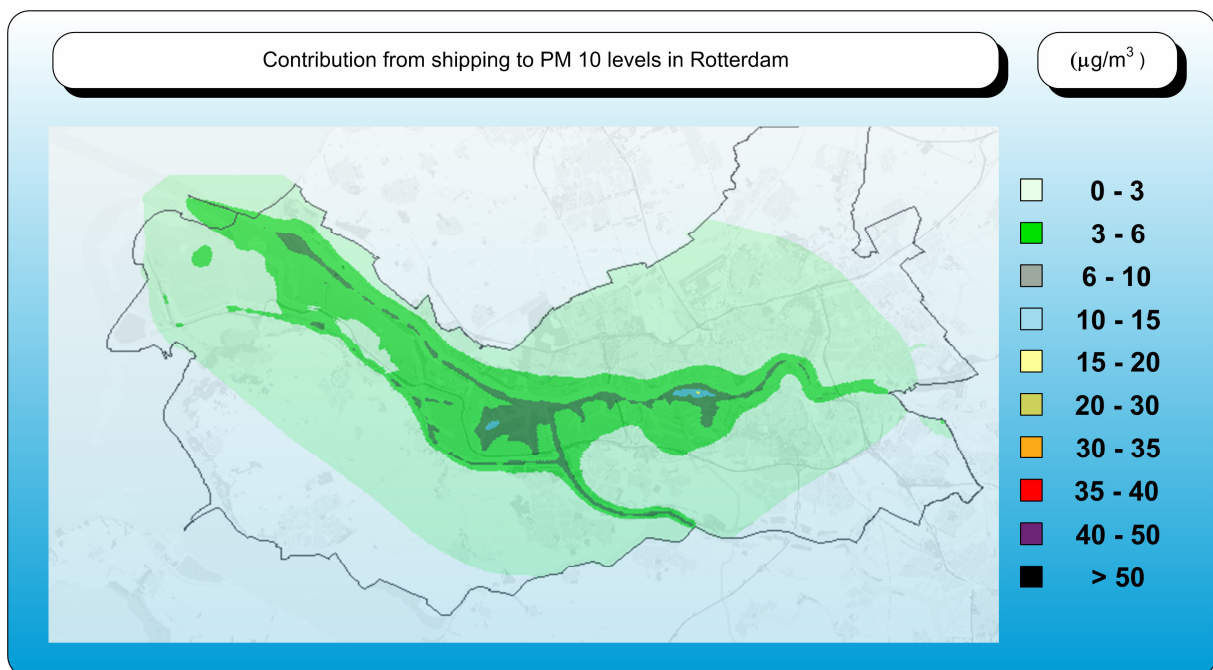 Contribution from shipping to PM 10 levels in Rotterdam
(μg/m³ )
0 - 3
3 - 6
6 - 10
10 - 15
15 - 20
20 - 30
30 - 35
35 - 40
40 - 50
> 50